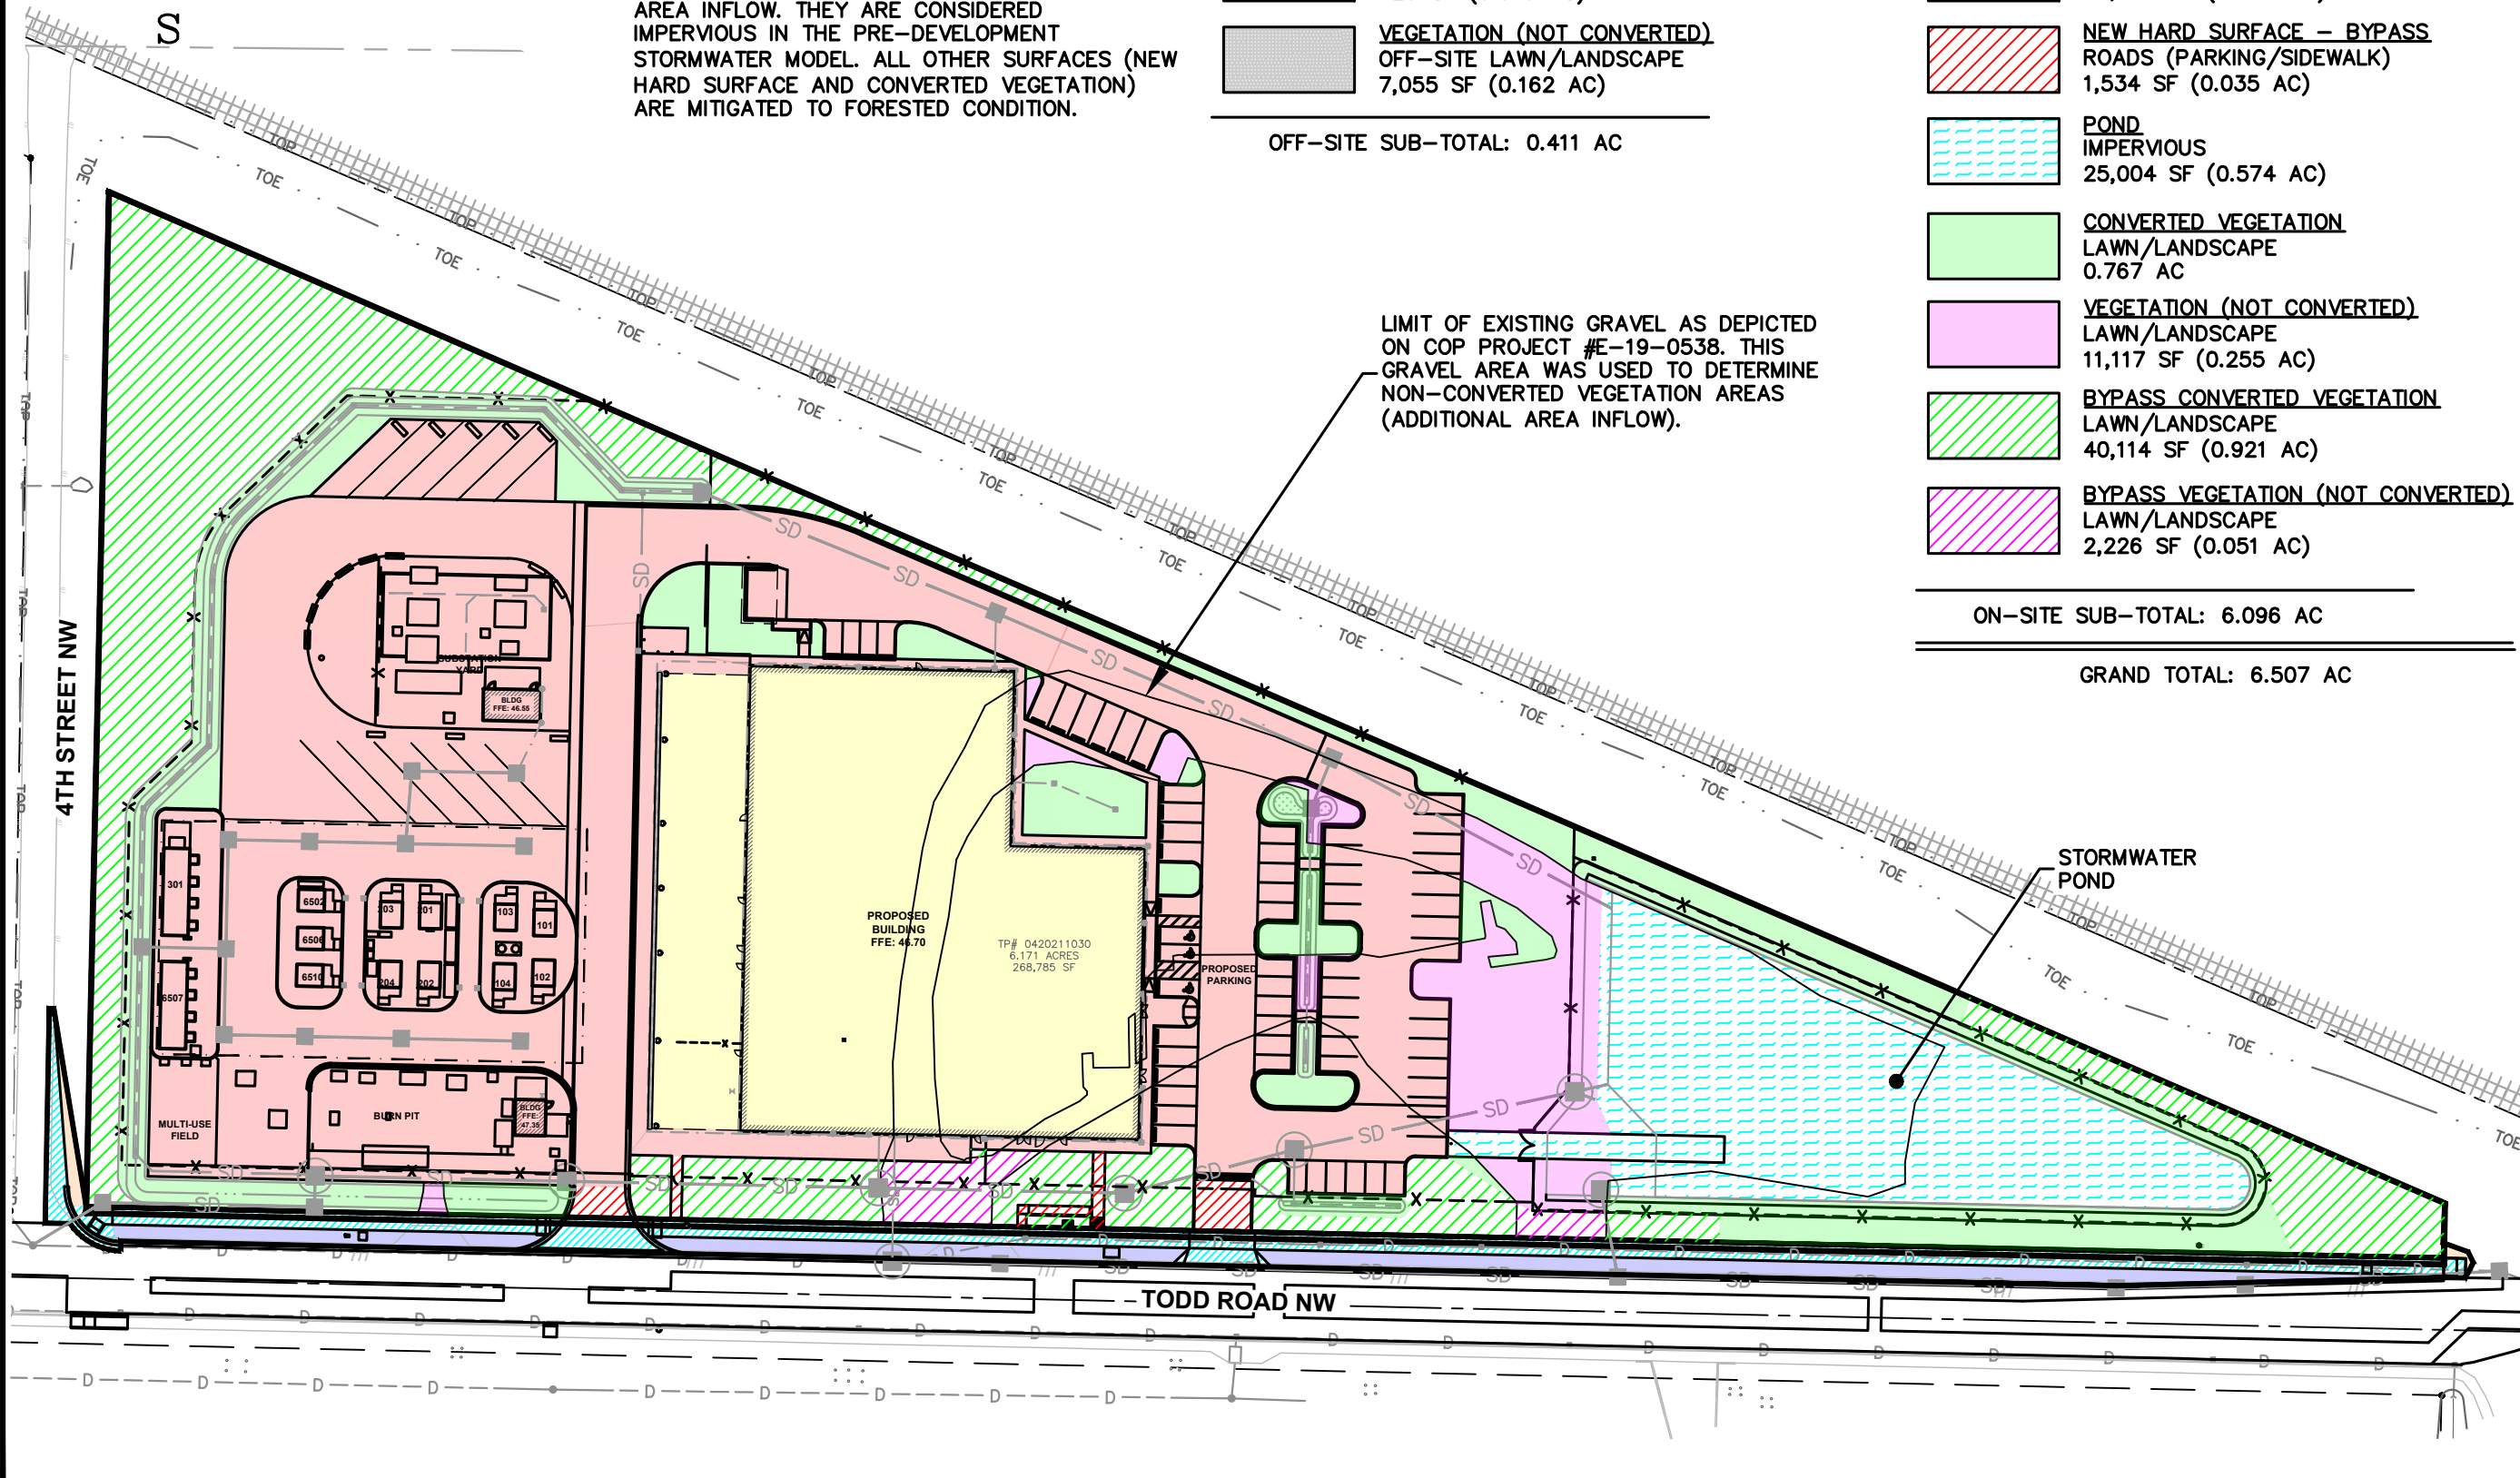 S
AREA INFLOW. THEY ARE CONSIDERED
IMPERVIOUS IN THE PRE-DEVELOPMENT
STORMWATER MODEL. ALL OTHER SURFACES (NEW
HARD SURFACE AND CONVERTED VEGETATION)
ARE MITIGATED TO FORESTED CONDITION.
VEGETATION (NOT CONVERTED)
OFF-SITE LAWN/LANDSCAPE
7,055 SF (0.162 AC)
OFF-SITE SUB-TOTAL: 0.411 AC
NEW HARD SURFACE - BYPASS
ROADS (PARKING/SIDEWALK)
1,534 SF (0.035 AC)
POND
IMPERVIOUS
25,004 SF (0.574 AC)
CONVERTED VEGETATION
LAWN/LANDSCAPE
0.767 AC
VEGETATION (NOT CONVERTED)
LAWN/LANDSCAPE
11,117 SF (0.255 AC)
BYPASS CONVERTED VEGETATION
LAWN/LANDSCAPE
40,114 SF (0.921 AC)
BYPASS VEGETATION (NOT CONVERTED)
LAWN/LANDSCAPE
2,226 SF (0.051 AC)
ON-SITE SUB-TOTAL: 6.096 AC
GRAND TOTAL: 6.507 AC
LIMIT OF EXISTING GRAVEL AS DEPICTED
ON COP PROJECT #E-19-0538. THIS
GRAVEL AREA WAS USED TO DETERMINE
NON-CONVERTED VEGETATION AREAS
(ADDITIONAL AREA INFLOW).
STORMWATER
POND
4TH STREET NW
SUBSTATION
YARD
BLDG
FFE: 46.55
301
6502
6506
6510
6507
203
201
204
202
103
101
104
102
MULTI-USE
FIELD
BURN PIT
BLDG
FFE:
47.35
PROPOSED
BUILDING
FFE: 46.70
TP# 0420211030
6.171 ACRES
268,785 SF
PROPOSED
PARKING
TODD ROAD NW
TOP
TOE
SD
D